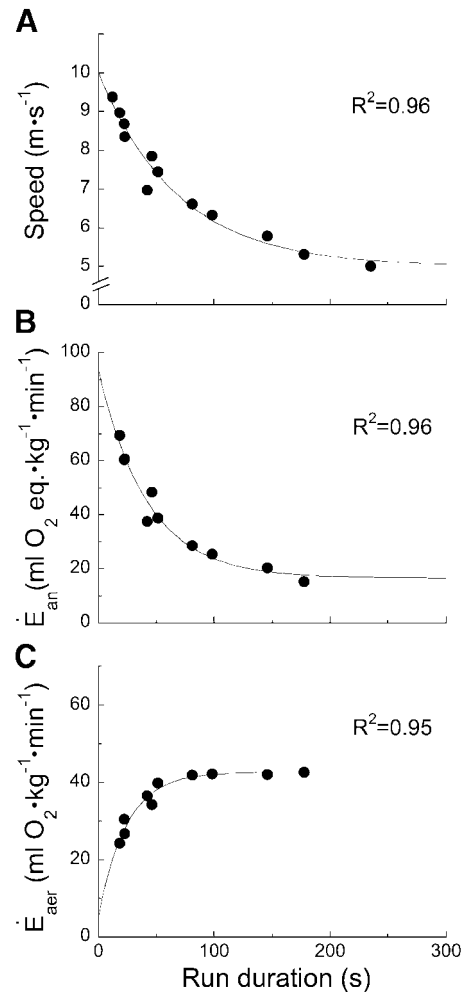 A
Speed (m•s⁻¹)
10
9
8
7
6
5
0
R²=0.96
B
Ė_an (ml O₂ eq.•kg⁻¹•min⁻¹)
100
80
60
40
20
0
R²=0.96
C
Ė_aer (ml O₂•kg⁻¹•min⁻¹)
60
40
20
0
R²=0.95
0 100 200 300
Run duration (s)